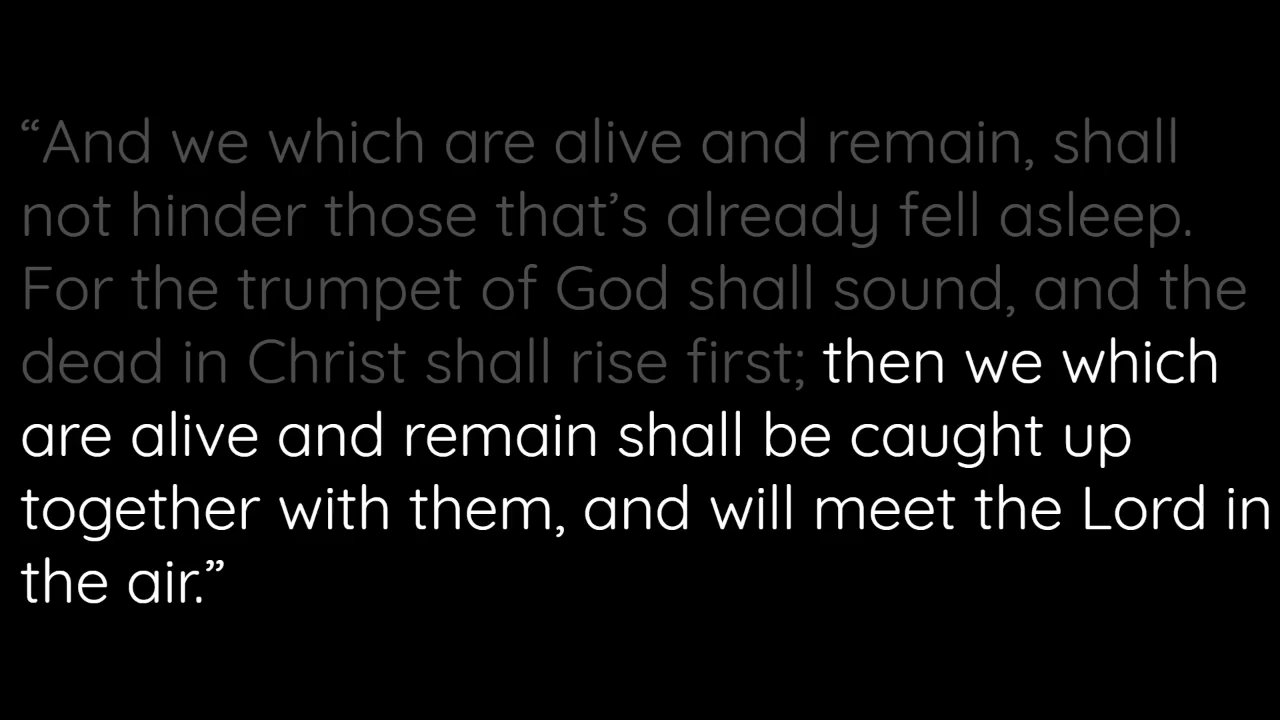 “And we which are alive and remain, shall
not hinder those that’s already fell asleep.
For the trumpet of God shall sound, and the
dead in Christ shall rise first; then we which
are alive and remain shall be caught up
together with them, and will meet the Lord in
the air.”